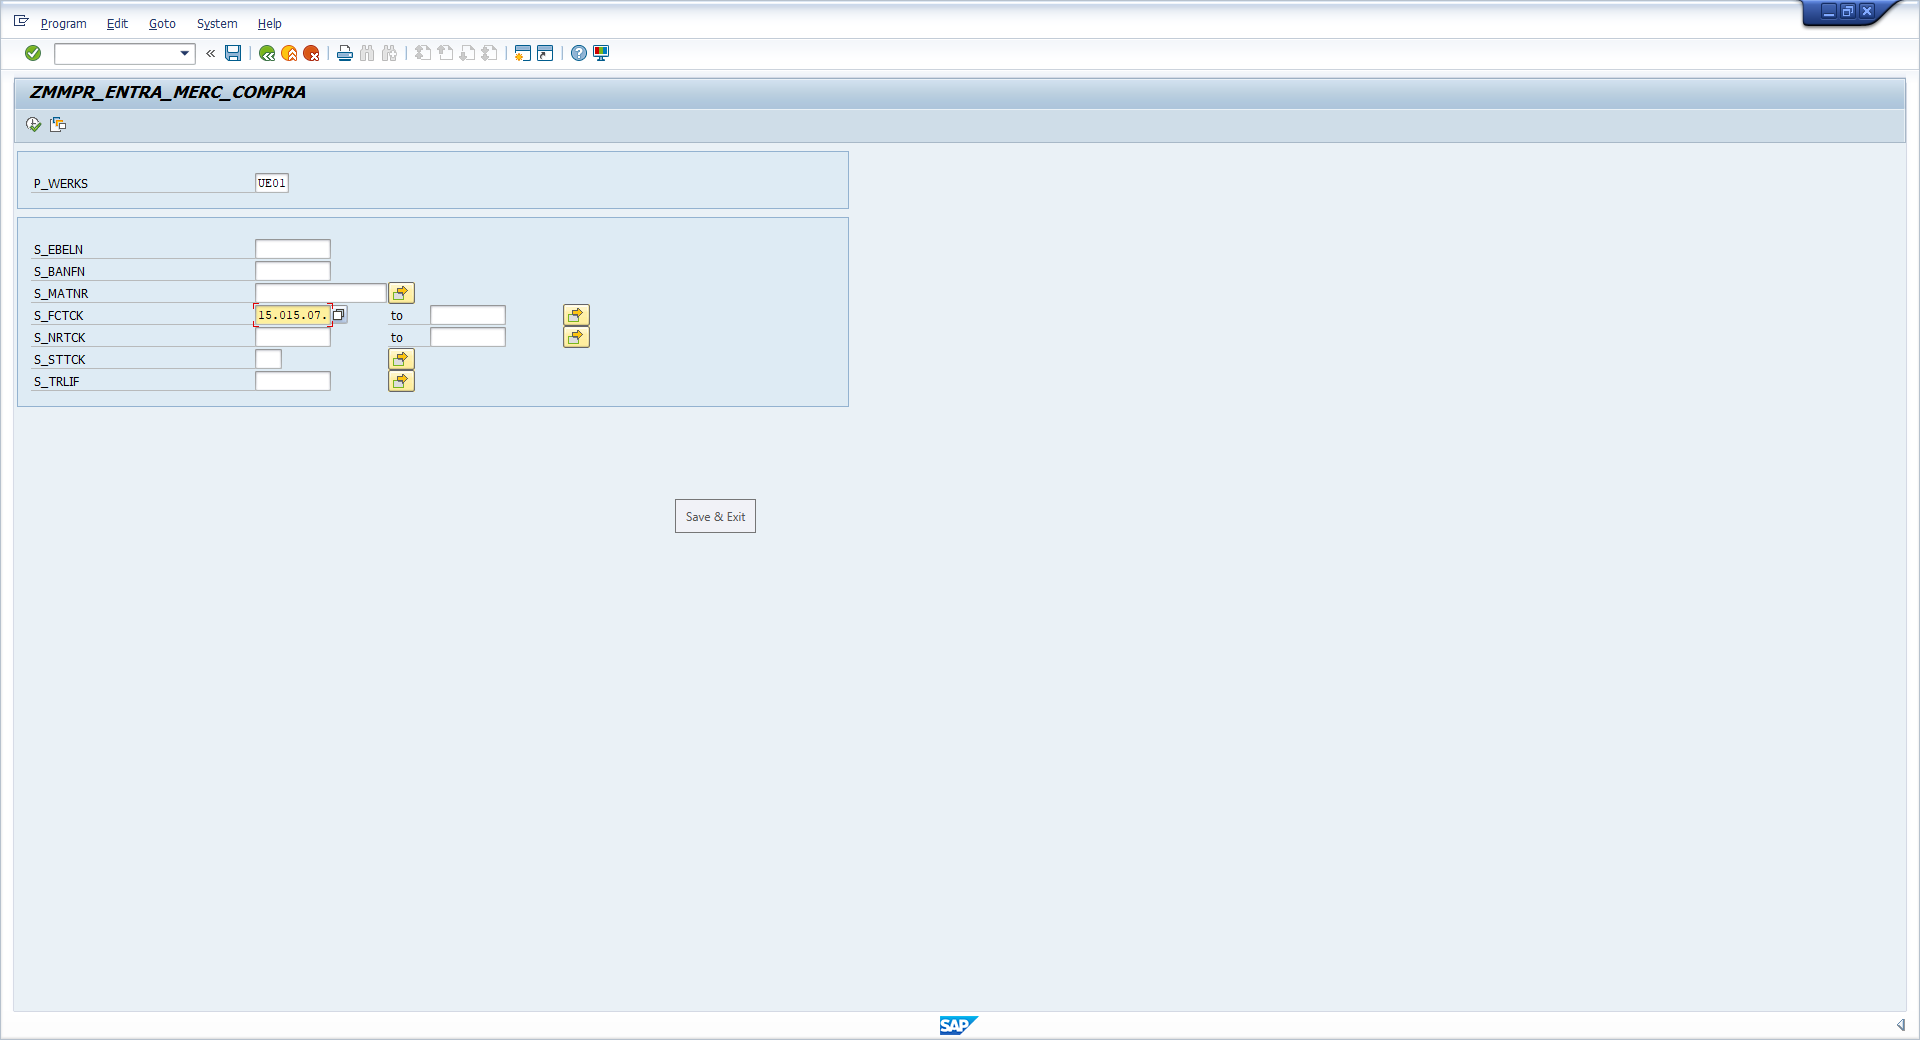 Program Edit Goto System Help
ZMMPR_ENTRA_MERC_COMPRA
P_WERKS UE01
S_EBELN
S_BANFN
S_MATNR
S_FCTCK 15.015.07. to
S_NRTCK to
S_STTCK
S_TRLIF
Save & Exit
SAP